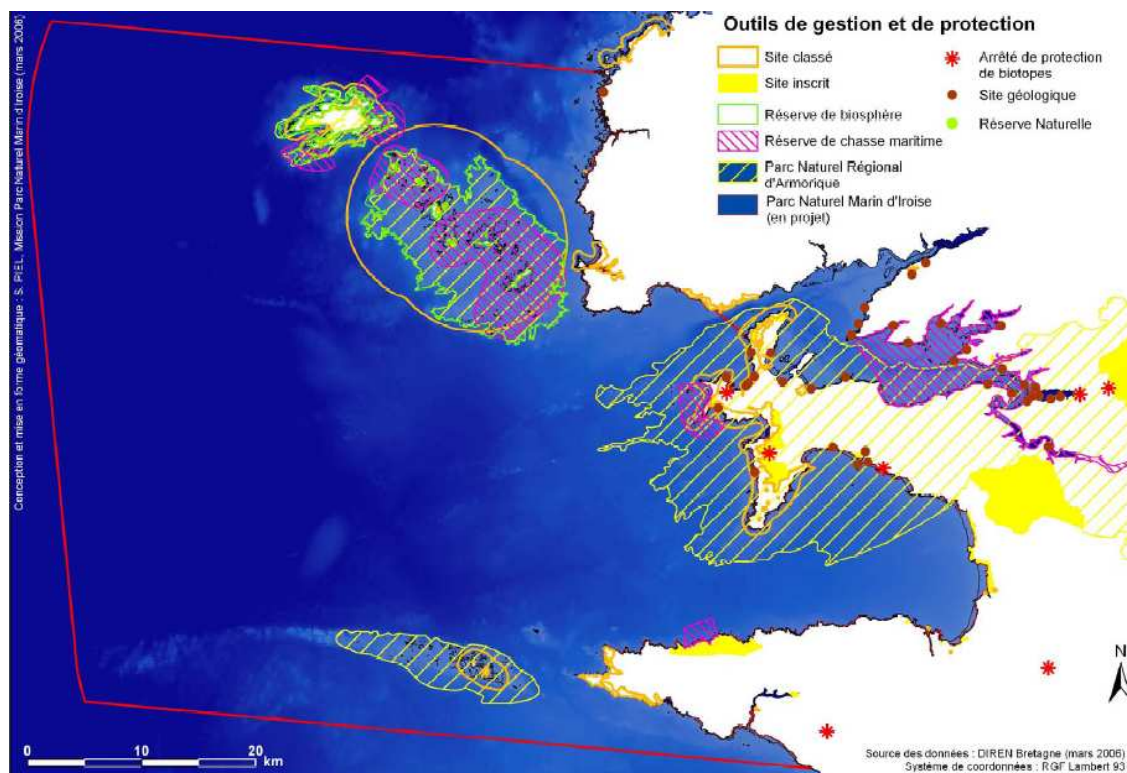 Outils de gestion et de protection
Site classé
Site inscrit
Réserve de biosphère
Réserve de chasse maritime
Parc Naturel Régional
d'Armorique
Parc Naturel Marin d'Iroise
(en projet)
Arrêté de protection
de biotopes
Site géologique
Réserve Naturelle
Conception et mise en forme géomatique : S. PIEL, Mission Parc Naturel Marin d'Iroise (mars 2006)
N
0 10 20
km
Source des données : DIREN Bretagne (mars 2006)
Système de coordonnées : RGF Lambert 93